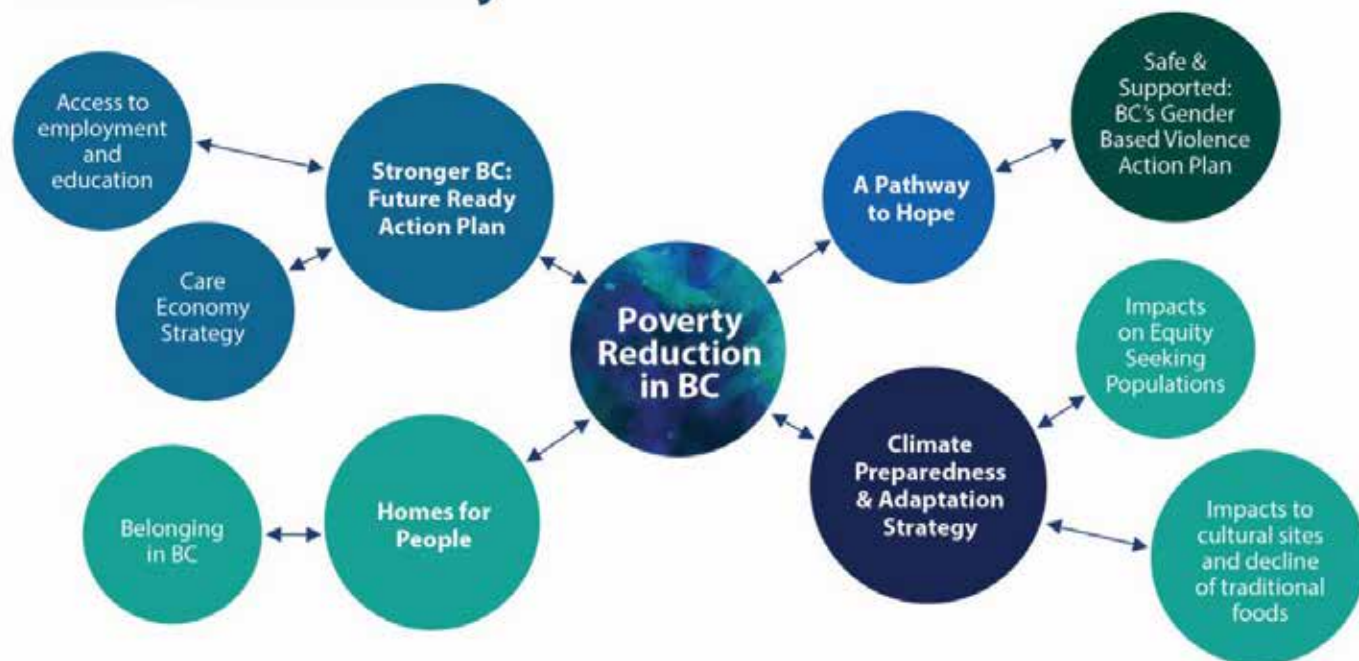 Access to
employment
and
education
Stronger BC:
Future Ready
Action Plan
Care
Economy
Strategy
Poverty
Reduction
in BC
A Pathway
to Hope
Safe &
Supported:
BC's Gender
Based Violence
Action Plan
Impacts
on Equity
Seeking
Populations
Climate
Preparedness
& Adaptation
Strategy
Impacts to
cultural sites
and decline
of traditional
foods
Homes for
People
Belonging
in BC